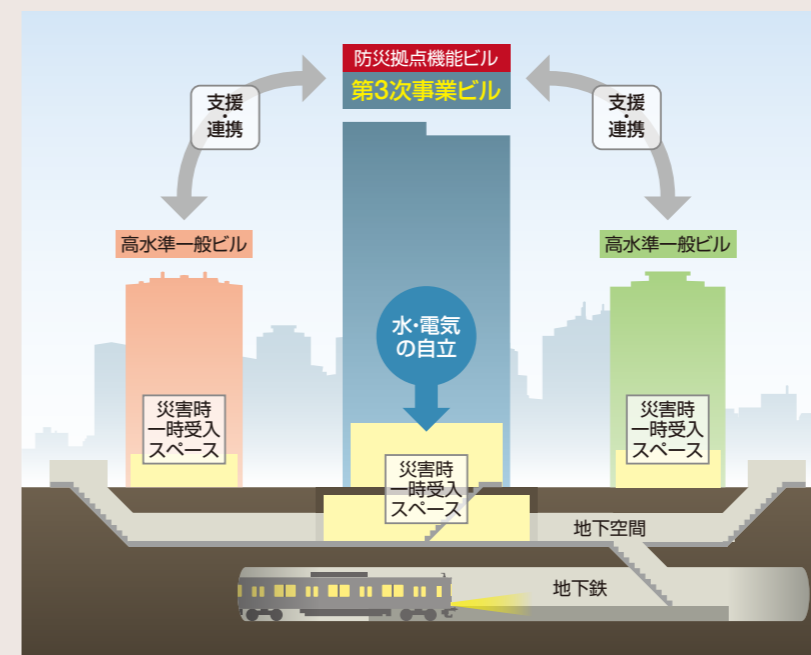 防災拠点機能ビル
第3次事業ビル
支援
・
連携
支援
・
連携
高水準一般ビル
高水準一般ビル
水・電気
の自立
災害時
一時受入
スペース
災害時
一時受入
スペース
災害時
一時受入
スペース
地下空間
地下鉄